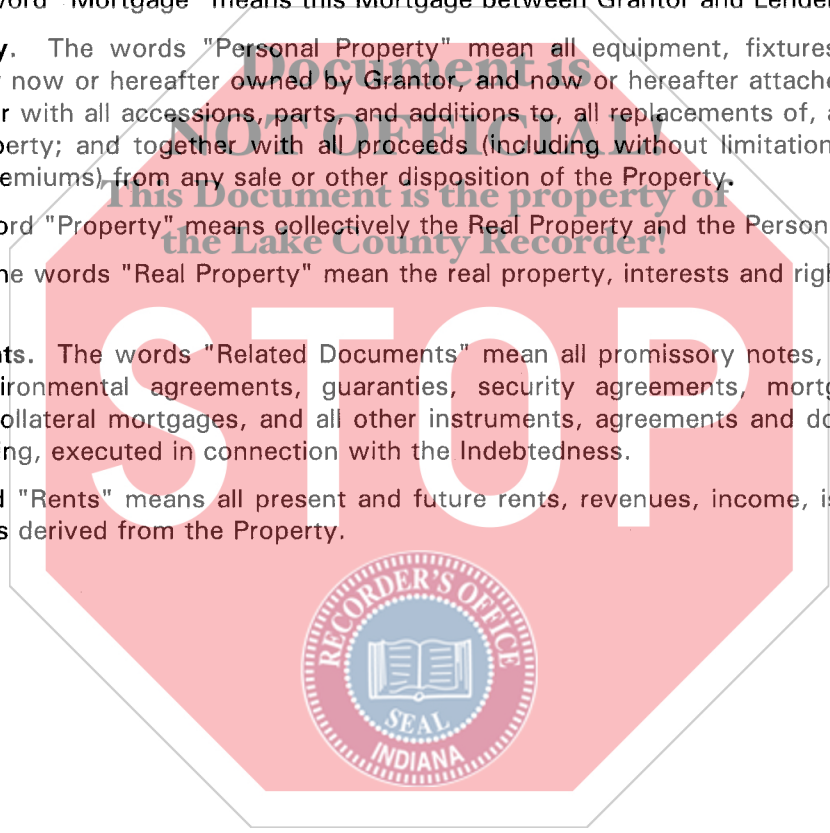 ord "Mortgage" means this Mortgage between Grantor and Lender
y. The words "Personal Property" mean all equipment, fixtures
now or hereafter owned by Grantor, and now or hereafter attache
r with all accessions, parts, and additions to, all replacements of, a
perty; and together with all proceeds (including without limitation
emiums) from any sale or other disposition of the Property.
ord "Property" means collectively the Real Property and the Person
he words "Real Property" mean the real property, interests and righ
nts. The words "Related Documents" mean all promissory notes,
ironmental agreements, guaranties, security agreements, mortg
ollateral mortgages, and all other instruments, agreements and do
ing, executed in connection with the Indebtedness.
d "Rents" means all present and future rents, revenues, income, is
s derived from the Property.
Document is
NOT OFFICIAL!
This Document is the property of
the Lake County Recorder!
STOP
RECORDER'S OFFICE
SEAL
INDIANA